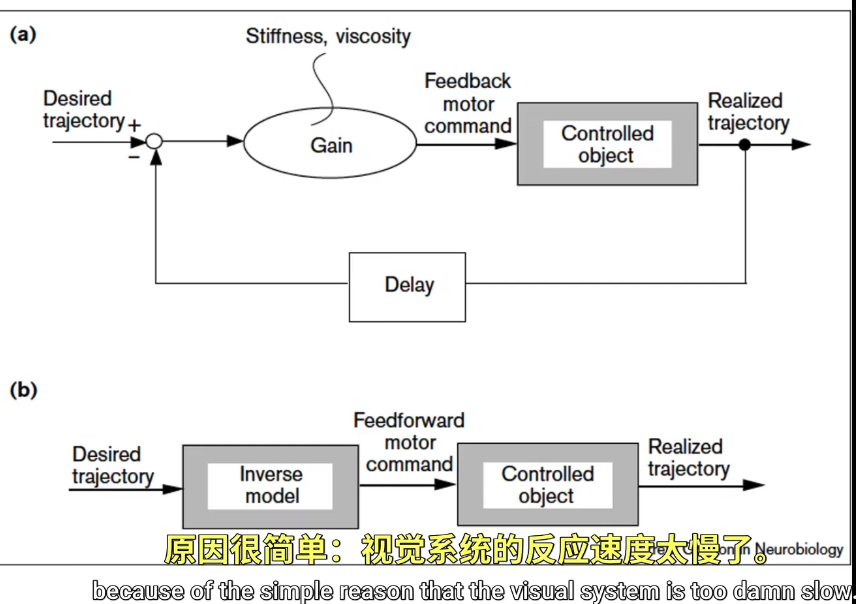 (a)
Stiffness, viscosity
Desired
trajectory
+
−
Gain
Feedback
motor
command
Controlled
object
Realized
trajectory
Delay
(b)
Desired
trajectory
Inverse
model
Feedforward
motor
command
Controlled
object
Realized
trajectory
in Neurobiology
原因很简单：视觉系统的反应速度太慢了。
because of the simple reason that the visual system is too damn slow.